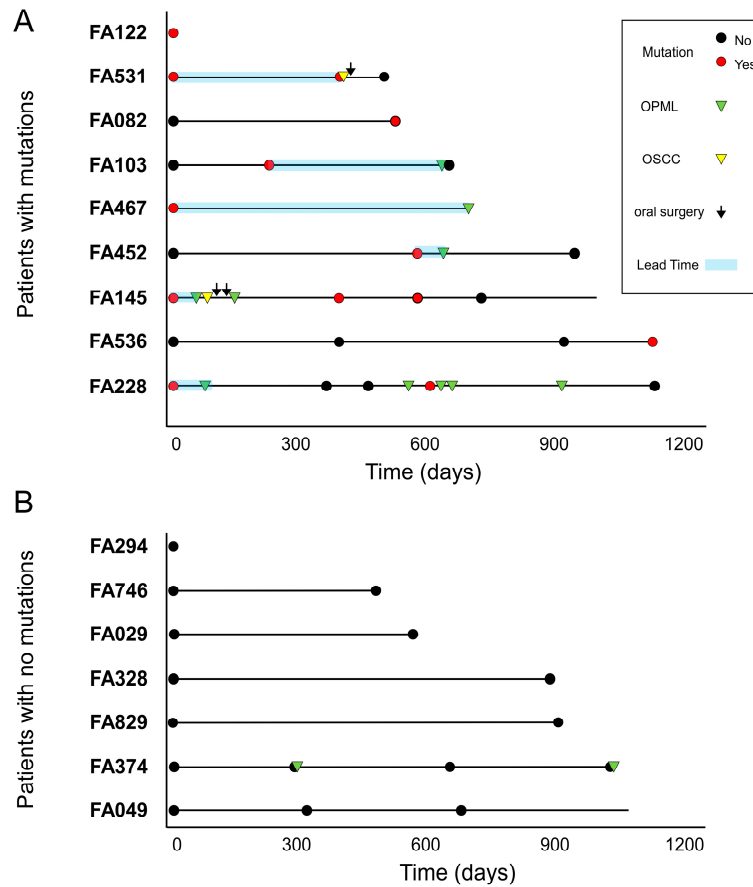 A
Patients with mutations
FA122
FA531
FA082
FA103
FA467
FA452
FA145
FA536
FA228
0 300 600 900 1200
Time (days)
Mutation
No
Yes
OPML
OSCC
oral surgery
Lead Time
B
Patients with no mutations
FA294
FA746
FA029
FA328
FA829
FA374
FA049
0 300 600 900 1200
Time (days)